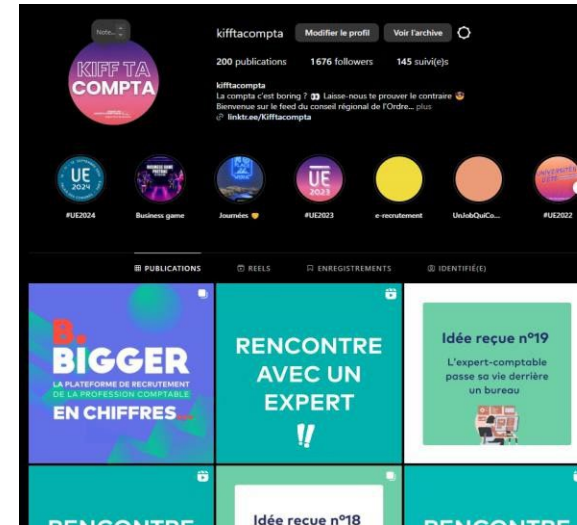 Note...
kifftacompta
Modifier le profil
Voir l'archive
200 publications
1676 followers
145 suivi(e)s
kifftacompta
La compta c'est boring ? 👀 Laisse-nous te prouver le contraire 🤩
Bienvenue sur le feed du conseil régional de l'Ordre... plus
linktr.ee/Kifftacompta
KIFF TA
COMPTA
UE
2024
BUSINESS GAME
UE
2023
#UE2024
Business game
Journées 🧡
#UE2023
e-recrutement
UnJobQuiCo...
#UE2022
PUBLICATIONS
REELS
ENREGISTREMENTS
IDENTIFIÉ(E)
B.
BIGGER
LA PLATEFORME DE RECRUTEMENT
DE LA PROFESSION COMPTABLE
EN CHIFFRES...
RENCONTRE
AVEC UN
EXPERT
!!
Idée reçue n°19
L'expert-comptable
passe sa vie derrière
un bureau
RENCONTRE
Idée reçue n°18
RENCONTRE